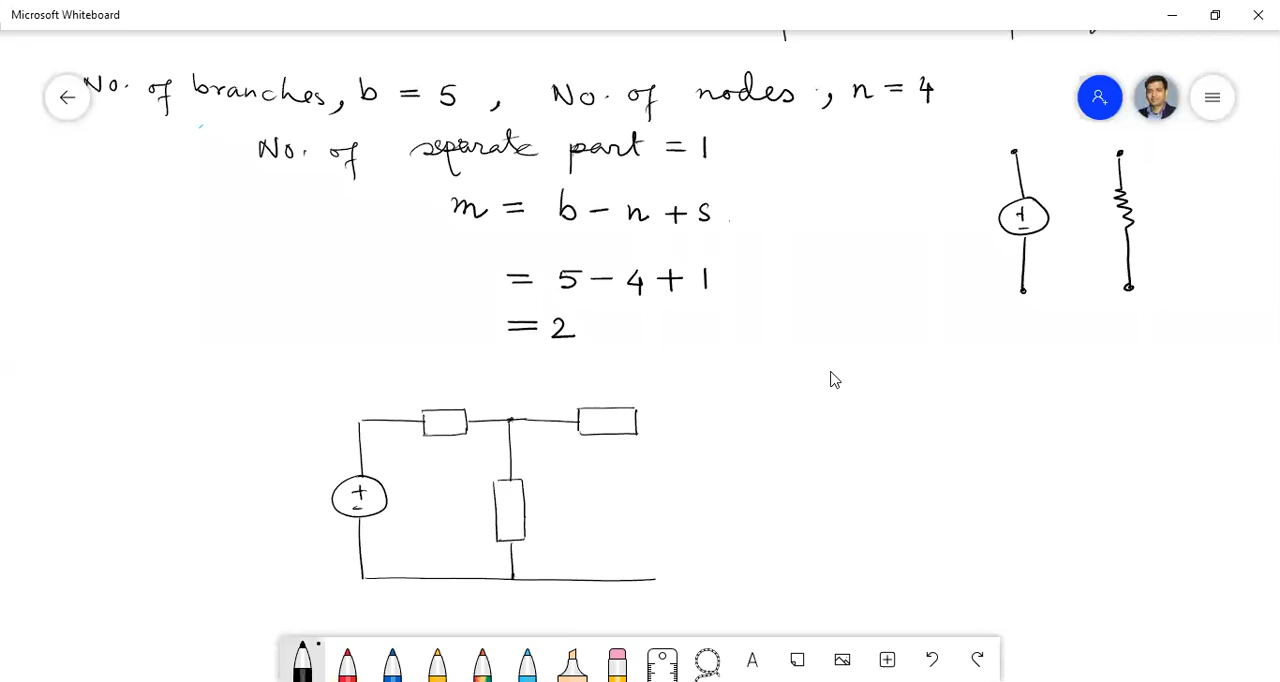 Microsoft Whiteboard
No. of branches, b = 5 , No. of nodes, n = 4
No. of separate part = 1
m = b - n + s
= 5 - 4 + 1
= 2
+
-
+
-
A